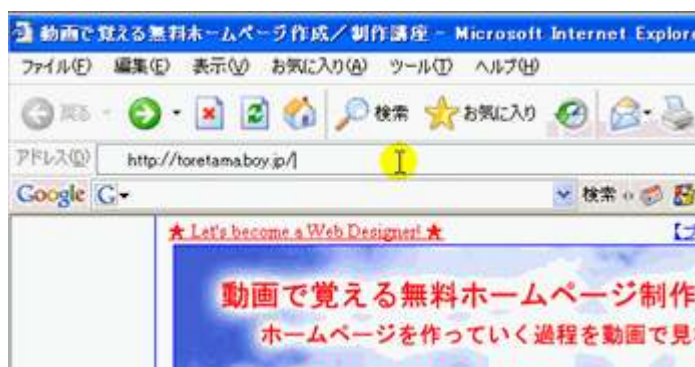 動画で覚える無料ホームページ作成／制作講座 - Microsoft Internet Explore
ファイル(F) 編集(E) 表示(V) お気に入り(A) ツール(T) ヘルプ(H)
戻る 検索 お気に入り
アドレス(D) http://toretama.boy.jp/
Google G 検索
★ Let's become a Web Designer! ★
動画で覚える無料ホームページ制作
ホームページを作っていく過程を動画で見